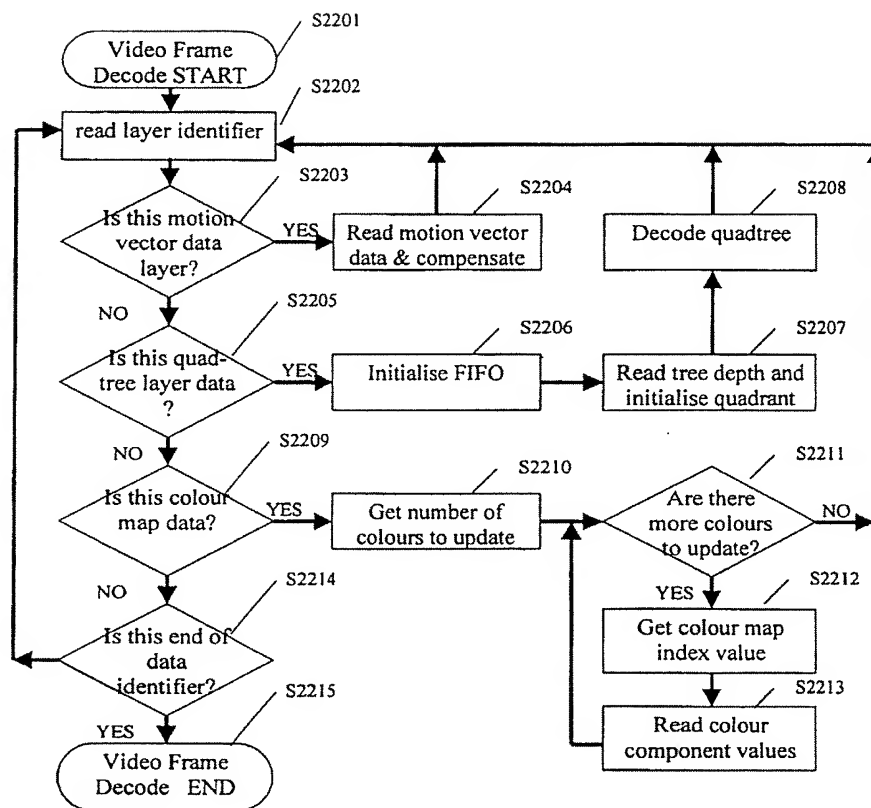 S2201
Video Frame
Decode START
S2202
read layer identifier
S2203
Is this motion
vector data
layer?
YES
S2204
Read motion vector
data & compensate
S2208
Decode quadtree
NO
S2205
Is this quad-
tree layer data
?
YES
S2206
Initialise FIFO
S2207
Read tree depth and
initialise quadrant
NO
S2209
Is this colour
map data?
YES
S2210
Get number of
colours to update
S2211
Are there
more colours
to update?
NO
YES
S2212
Get colour map
index value
S2213
Read colour
component values
NO
S2214
Is this end of
data
identifier?
YES
S2215
Video Frame
Decode END